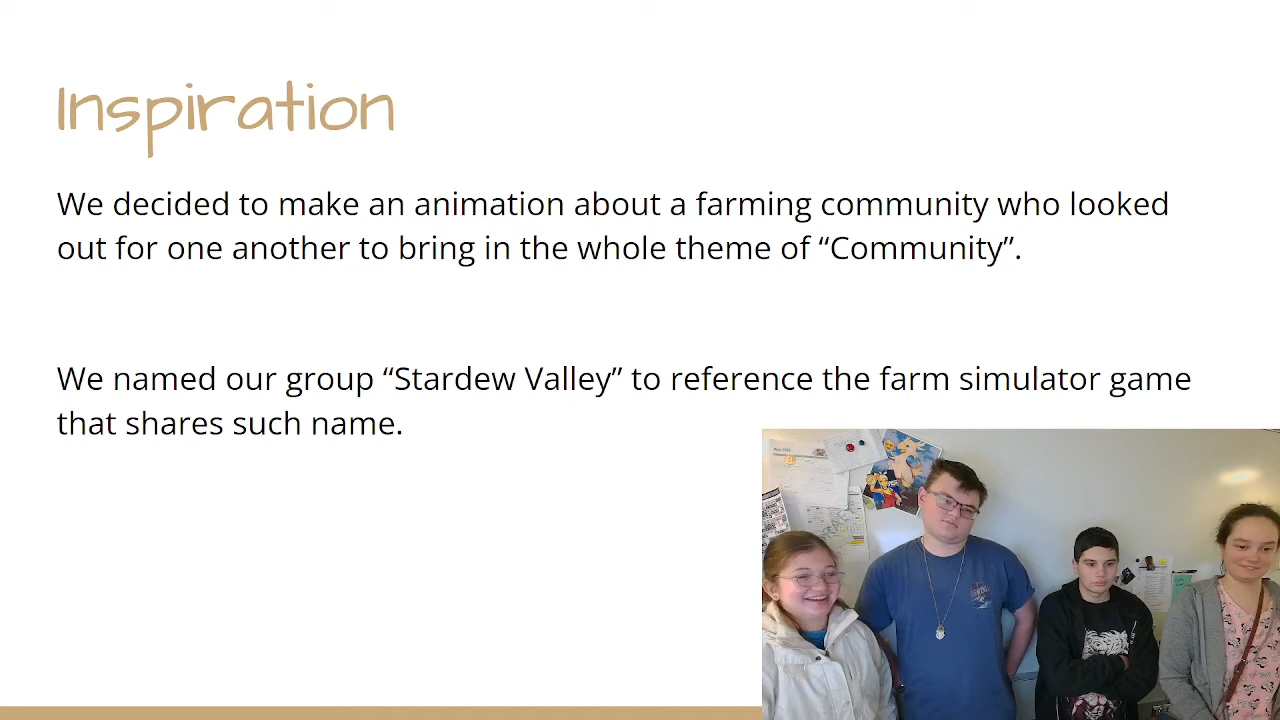 Inspiration
We decided to make an animation about a farming community who looked
out for one another to bring in the whole theme of “Community”.
We named our group “Stardew Valley” to reference the farm simulator game
that shares such name.